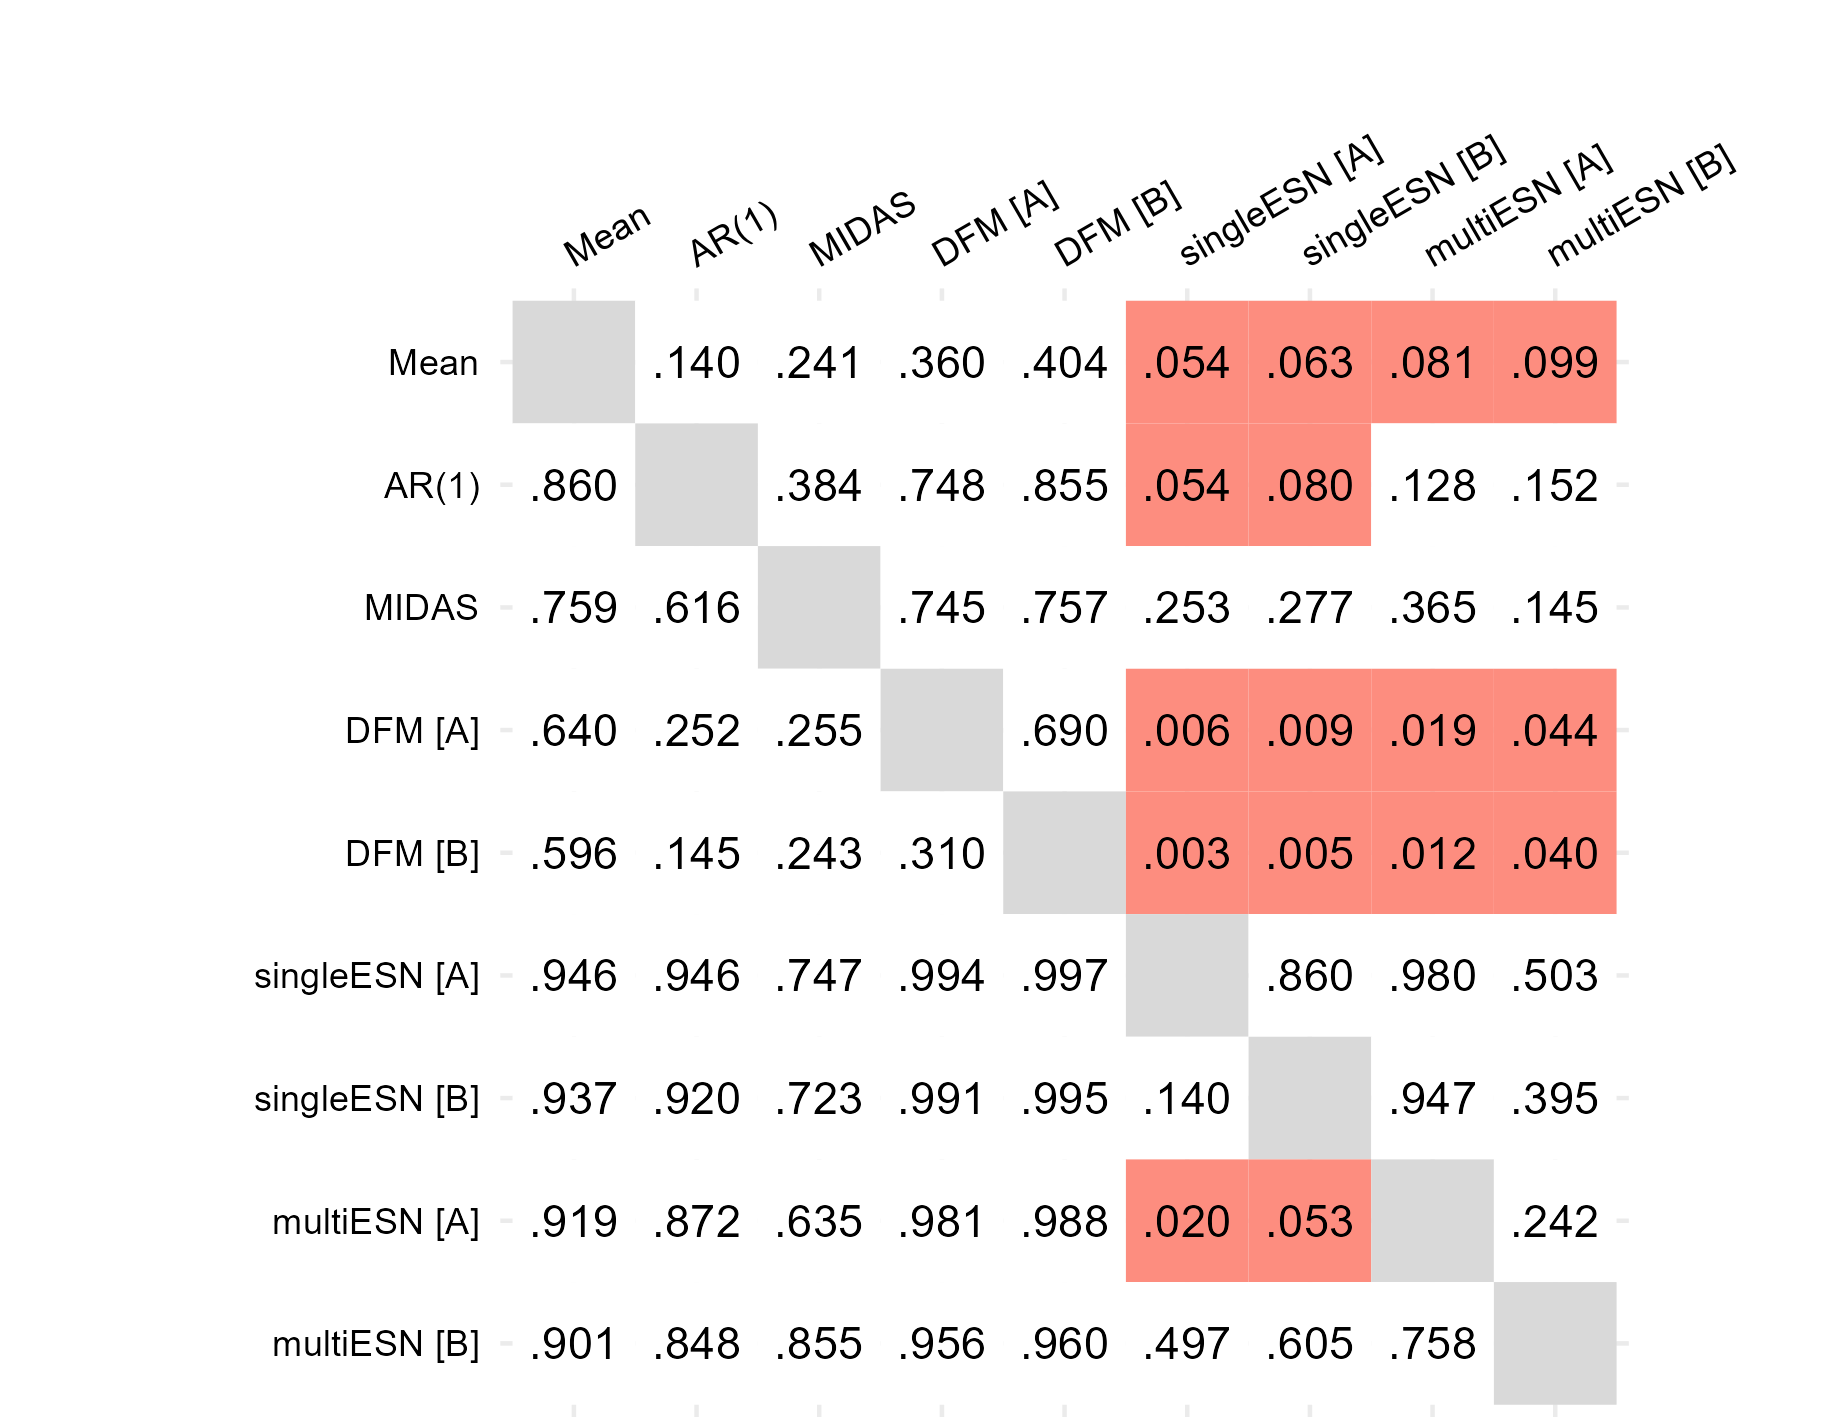 Mean AR(1) MIDAS DFM [A] DFM [B] singleESN [A] singleESN [B] multiESN [A] multiESN [B]
Mean .140 .241 .360 .404 .054 .063 .081 .099
AR(1) .860 .384 .748 .855 .054 .080 .128 .152
MIDAS .759 .616 .745 .757 .253 .277 .365 .145
DFM [A] .640 .252 .255 .690 .006 .009 .019 .044
DFM [B] .596 .145 .243 .310 .003 .005 .012 .040
singleESN [A] .946 .946 .747 .994 .997 .860 .980 .503
singleESN [B] .937 .920 .723 .991 .995 .140 .947 .395
multiESN [A] .919 .872 .635 .981 .988 .020 .053 .242
multiESN [B] .901 .848 .855 .956 .960 .497 .605 .758